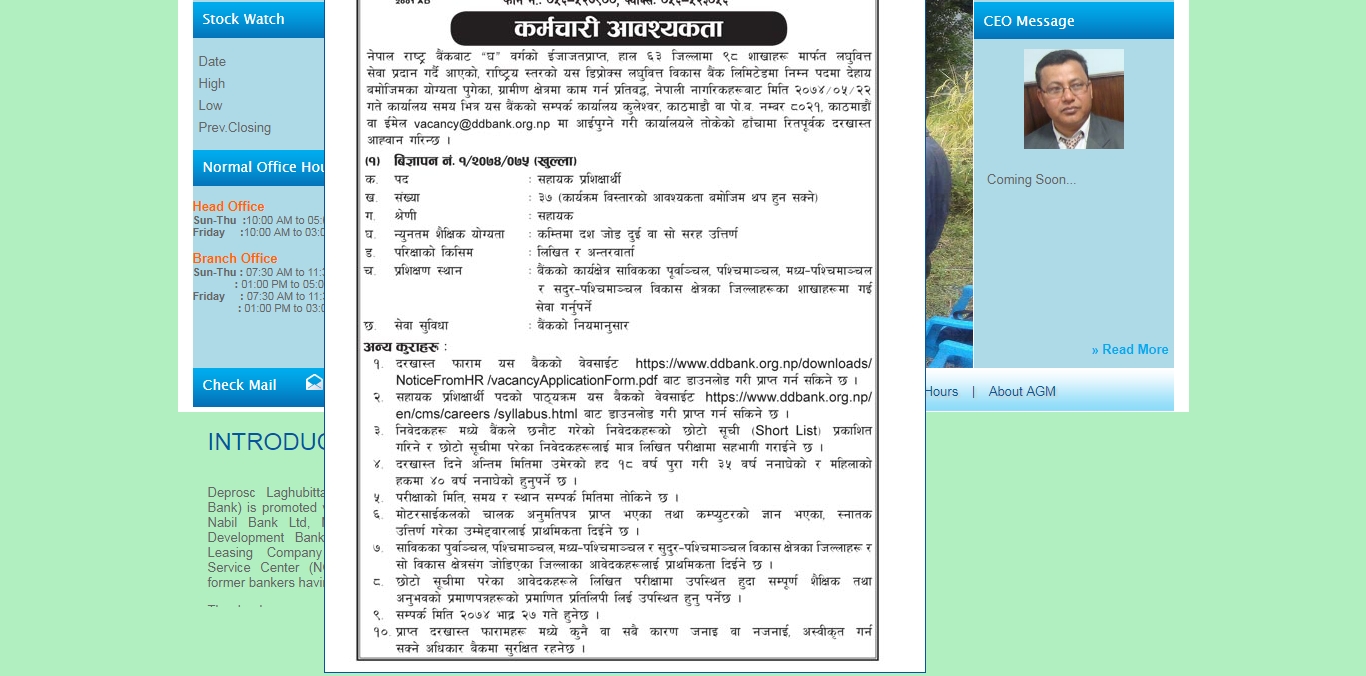 Stock Watch
Date
High
Low
Prev.Closing
Normal Office Hou
Head Office
Sun-Thu :10:00 AM to 05:0
Friday :10:00 AM to 03:0
Branch Office
Sun-Thu : 07:30 AM to 11:3
: 01:00 PM to 05:0
Friday : 07:30 AM to 11:3
: 01:00 PM to 03:0
Check Mail
INTRODUC
Deprosc Laghubitta
Bank) is promoted
Nabil Bank Ltd,
Development Bank
Leasing Company
Service Center (N
former bankers havi
फोन नं.: ०५६-५२७९००, फ्याक्सः ०५६-५२३०५६
कर्मचारी आवश्यकता
नेपाल राष्ट्र बैंकबाट “घ” वर्गको ईजाजतप्राप्त, हाल ६३ जिल्लामा ९८ शाखाहरू मार्फत लघुवित्त
सेवा प्रदान गर्दै आएको, राष्ट्रिय स्तरको यस डिप्रोक्स लघुवित्त विकास बैंक लिमिटेडमा निम्न पदमा देहाय
बमोजिमका योग्यता पुगेका, ग्रामीण क्षेत्रमा काम गर्न प्रतिवद्ध, नेपाली नागरिकहरूबाट मिति २०७४/०५/२२
गते कार्यालय समय भित्र यस बैंकको सम्पर्क कार्यालय कुलेश्वर, काठमाडौं वा पो.ब. नम्बर ८०२१, काठमाडौं
वा ईमेल vacancy@ddbank.org.np मा आईपुग्ने गरी कार्यालयले तोकेको ढाँचामा रितपूर्वक दरखास्त
आह्वान गरिन्छ ।
(१) बिज्ञापन नं. १/२०७४/०७५ (खुल्ला)
क. पद : सहायक प्रशिक्षार्थी
ख. संख्या : ३७ (कार्यक्रम विस्तारको आवश्यकता बमोजिम थप हुन सक्ने)
ग. श्रेणी : सहायक
घ. न्युनतम शैक्षिक योग्यता : कम्तिमा दश जोड दुई वा सो सरह उत्तिर्ण
ड. परिक्षाको किसिम : लिखित र अन्तरवार्ता
च. प्रशिक्षण स्थान : बैंकको कार्यक्षेत्र साविकका पूर्वाञ्चल, पश्चिमाञ्चल, मध्य-पश्चिमाञ्चल
र सदुर-पश्चिमाञ्चल विकास क्षेत्रका जिल्लाहरूका शाखाहरूमा गई
सेवा गर्नुपर्ने
छ. सेवा सुविधा : बैंकको नियमानुसार
अन्य कुराहरू :
१. दरखास्त फाराम यस बैकको वेवसाईट https://www.ddbank.org.np/downloads/
NoticeFromHR /vacancyApplicationForm.pdf बाट डाउनलोड गरी प्राप्त गर्न सकिने छ ।
२. सहायक प्रशिक्षार्थी पदको पाठ्यक्रम यस बैकको वेवसाईट https://www.ddbank.org.np/
en/cms/careers /syllabus.html बाट डाउनलोड गरी प्राप्त गर्न सकिने छ ।
३. निवेदकहरू मध्ये बैंकले छनौट गरेको निवेदकहरुको छोटो सूची (Short List) प्रकाशित
गरिने र छोटो सूचीमा परेका निवेदकहरूलाई मात्र लिखित परीक्षामा सहभागी गराईने छ ।
४. दरखास्त दिने अन्तिम मितिमा उमेरको हद १८ वर्ष पुरा गरी ३५ वर्ष ननाघेको र महिलाको
हकमा ४० वर्ष ननाघेको हुनुपर्ने छ ।
५. परीक्षाको मिति, समय र स्थान सम्पर्क मितिमा तोकिने छ ।
६. मोटरसाईकलको चालक अनुमतिपत्र प्राप्त भएका तथा कम्प्युटरको ज्ञान भएका, स्नातक
उत्तिर्ण गरेका उम्मेद्दवारलाई प्राथमिकता दिईने छ ।
७. साविकका पुर्वाञ्चल, पश्चिमाञ्चल, मध्य-पश्चिमाञ्चल र सुदुर-पश्चिमाञ्चल विकास क्षेत्रका जिल्लाहरू र
सो विकास क्षेत्रसंग जोडिएका जिल्लाका आवेदकहरुलाई प्राथमिकता दिईने छ ।
८. छोटो सूचीमा परेका आवेदकहरूले लिखित परीक्षामा उपस्थित हुदा सम्पूर्ण शैक्षिक तथा
अनुभवको प्रमाणपत्रहरूको प्रमाणित प्रतिलिपी लिई उपस्थित हुनु पर्नेछ ।
९. सम्पर्क मिति २०७४ भाद्र २७ गते हुनेछ ।
१०. प्राप्त दरखास्त फारामहरू मध्ये कुनै वा सबै कारण जनाइ वा नजनाई, अस्वीकृत गर्न
सक्ने अधिकार बैकमा सुरक्षित रहनेछ ।
CEO Message
Coming Soon...
» Read More
Hours | About AGM